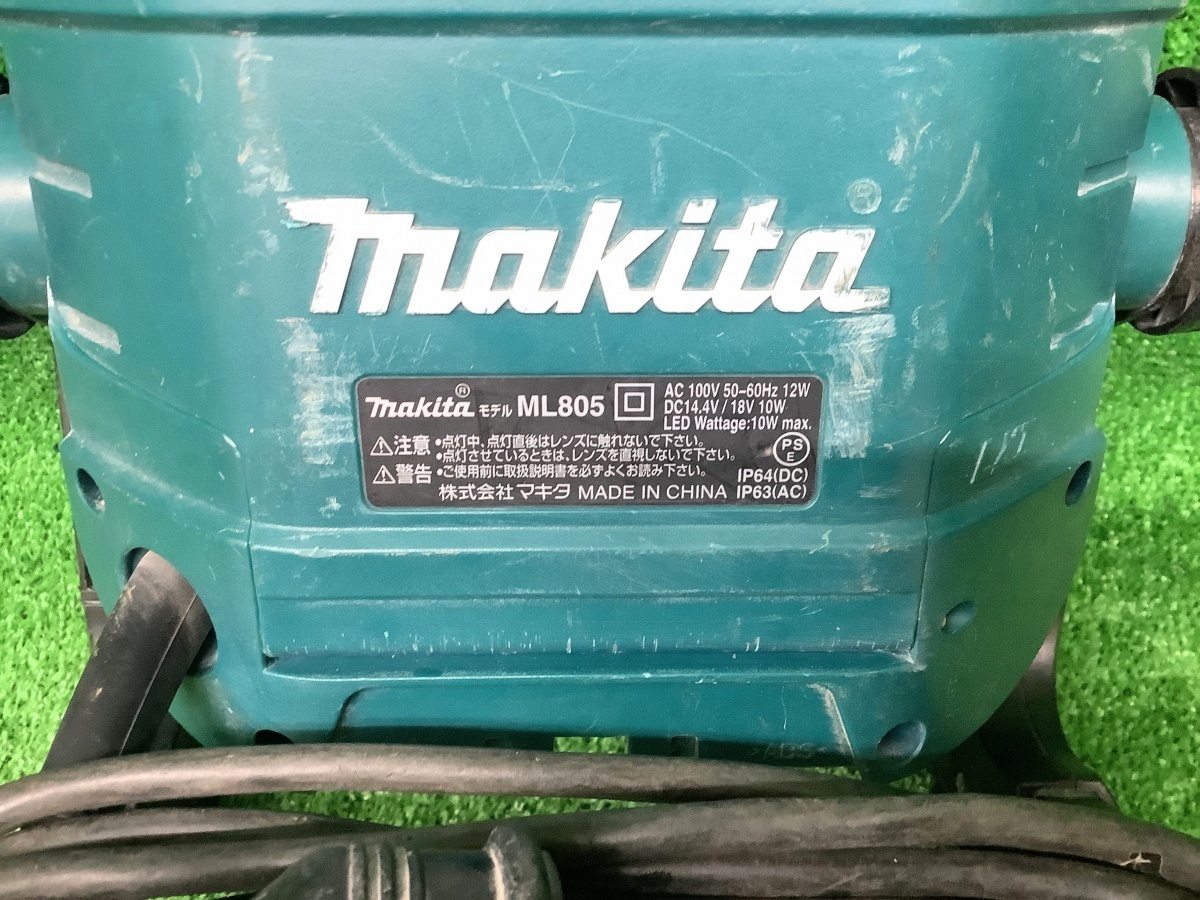 makita®
makita® モデル ML805
AC 100V 50-60Hz 12W
DC14.4V / 18V 10W
LED Wattage:10W max.
注意 •点灯中、点灯直後はレンズに触れないで下さい。
•点灯させているときは、レンズを直視しないで下さい。
警告 •ご使用前に取扱説明書を必ずよくお読み下さい。
PS
E
IP64(DC)
株式会社 マキタ MADE IN CHINA IP63(AC)
>ABS<